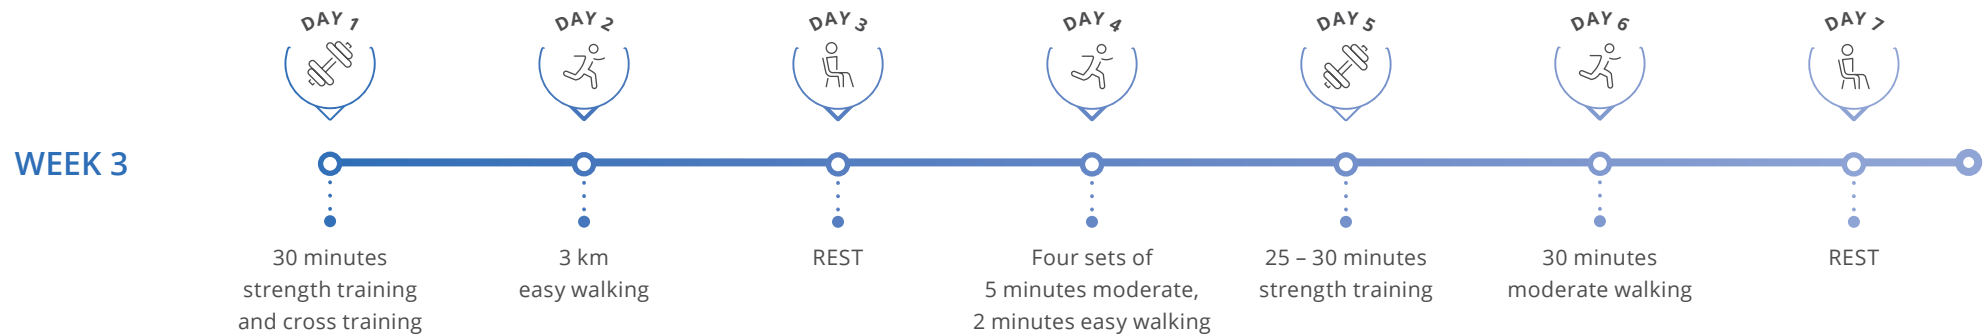 DAY 1
DAY 2
DAY 3
DAY 4
DAY 5
DAY 6
DAY 7
WEEK 3
30 minutes
strength training
and cross training
3 km
easy walking
REST
Four sets of
5 minutes moderate,
2 minutes easy walking
25 – 30 minutes
strength training
30 minutes
moderate walking
REST